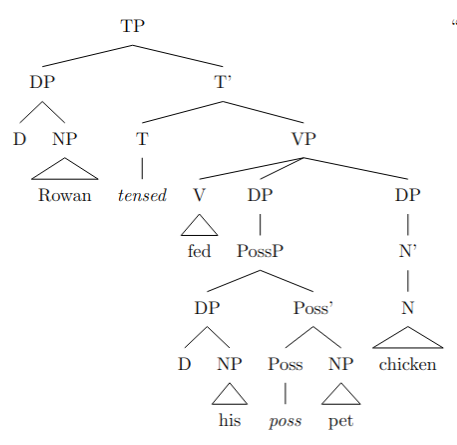 TP “
DP T’
D NP T VP
Rowan tensed V DP DP
fed PossP N’
DP Poss’ N
D NP Poss NP chicken
his poss pet